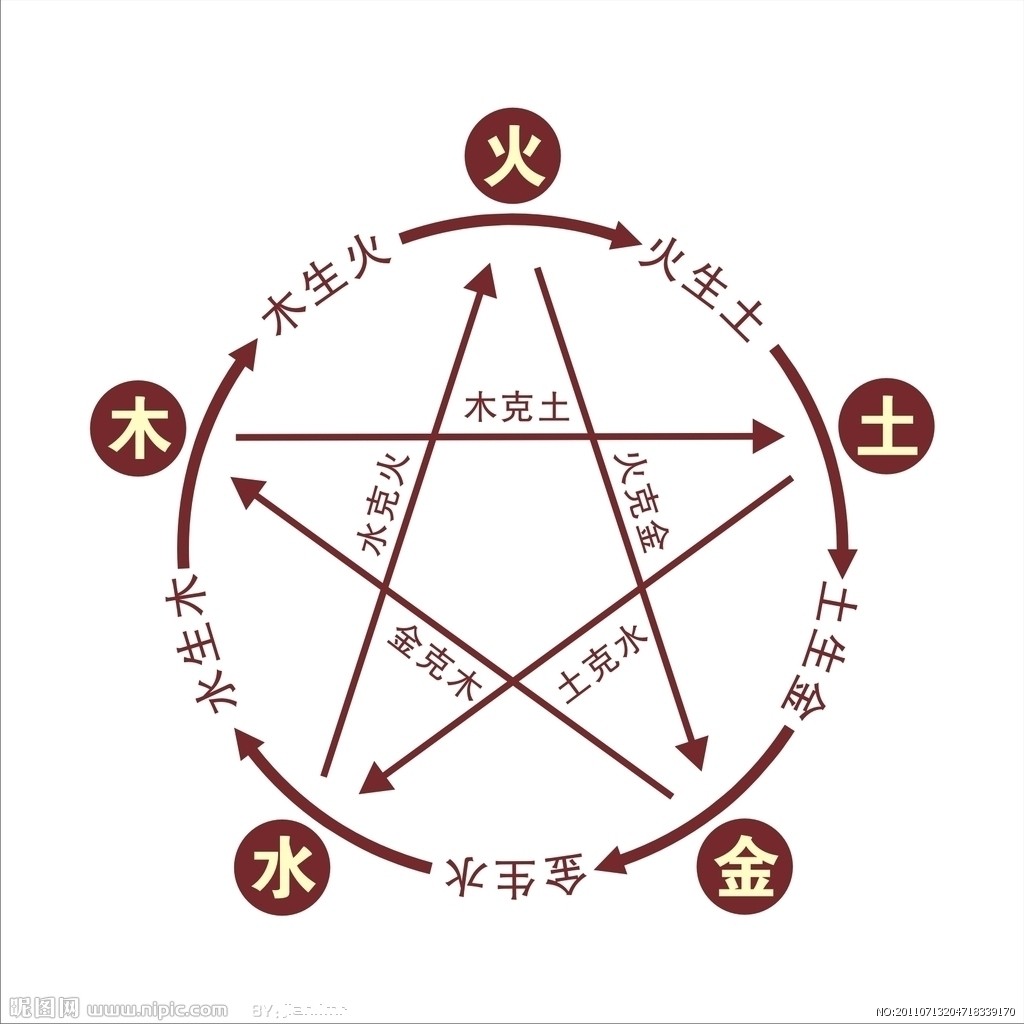 火
木生火
火生土
木
土
木克土
水克火
火克金
水生木
土生金
金克木
土克水
水
金生水
金
昵图网 www.nipic.com
BY:
NO:20110713204718339170